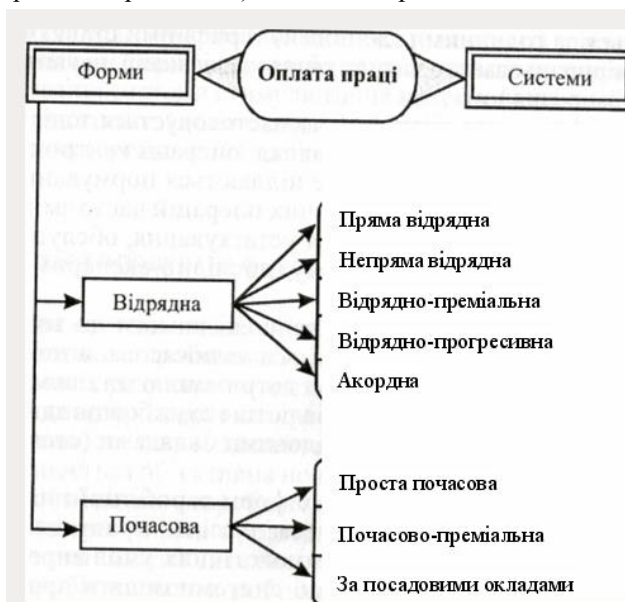 Форми
Оплата праці
Системи
Пряма відрядна
Непряма відрядна
Відрядна
Відрядно-преміальна
Відрядно-прогресивна
Акордна
Проста почасова
Почасова
Почасово-преміальна
За посадовими окладами